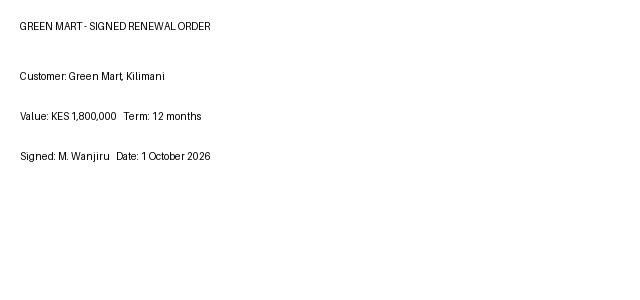 GREEN MART - SIGNED RENEWAL ORDER
Customer: Green Mart, Kilimani
Value: KES 1,800,000 Term: 12 months
Signed: M. Wanjiru Date: 1 October 2026